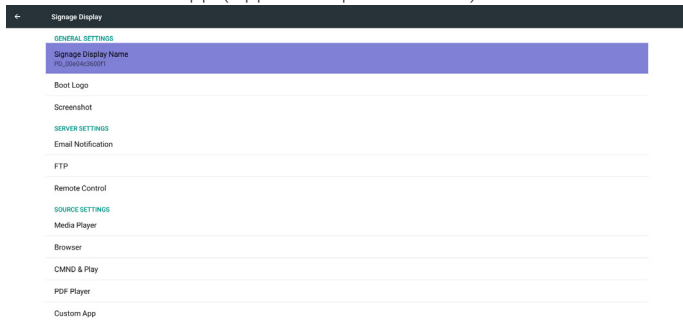 Signage Display
GENERAL SETTINGS
Signage Display Name
PD_00e04c3600f1
Boot Logo
Screenshot
SERVER SETTINGS
Email Notification
FTP
Remote Control
SOURCE SETTINGS
Media Player
Browser
CMND & Play
PDF Player
Custom App